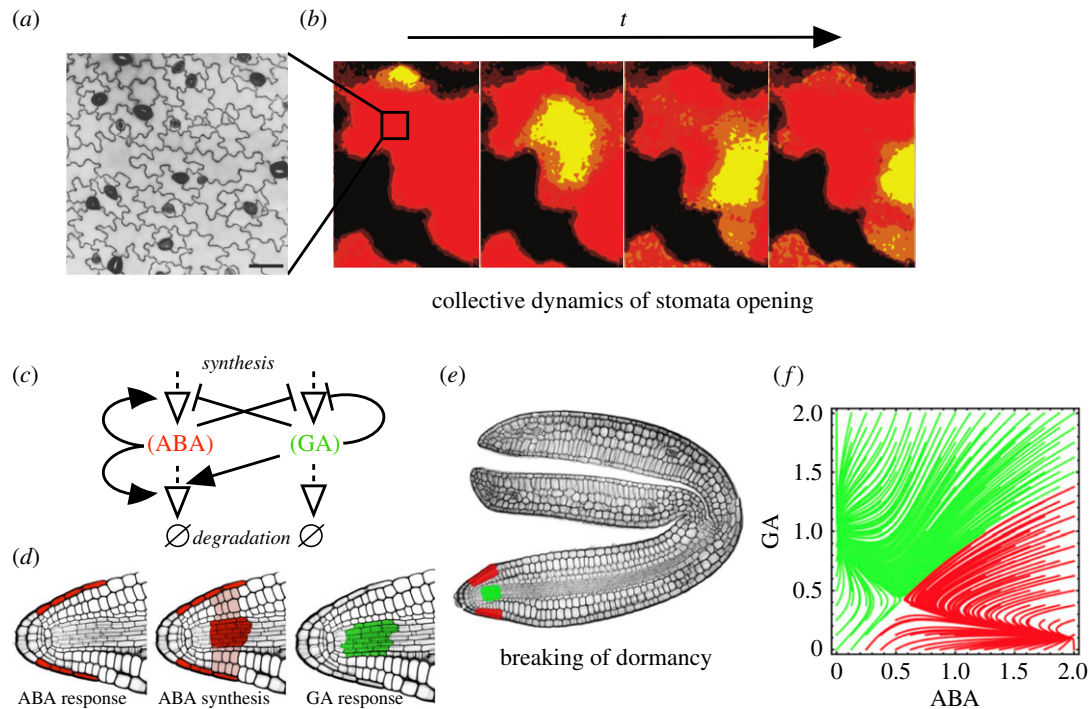 (a)
(b)
t
collective dynamics of stomata opening
(c)
synthesis
(ABA)
(GA)
degradation
(d)
ABA response
ABA synthesis
GA response
(e)
breaking of dormancy
(f)
2.0
1.5
1.0
0.5
0
GA
0
0.5
1.0
1.5
2.0
ABA